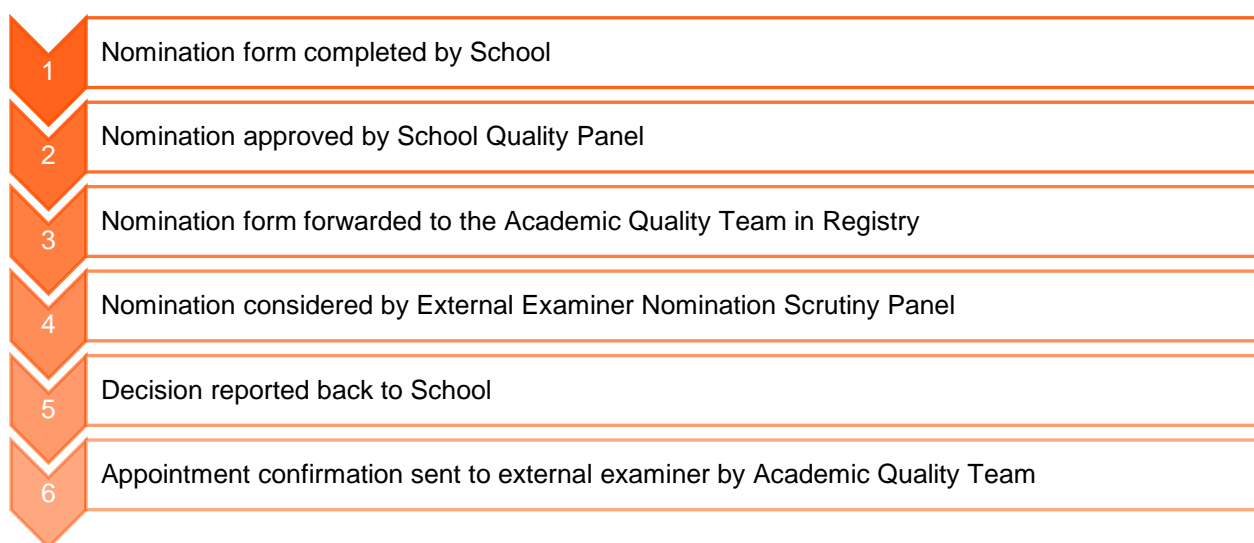 1
Nomination form completed by School
2
Nomination approved by School Quality Panel
3
Nomination form forwarded to the Academic Quality Team in Registry
4
Nomination considered by External Examiner Nomination Scrutiny Panel
5
Decision reported back to School
6
Appointment confirmation sent to external examiner by Academic Quality Team